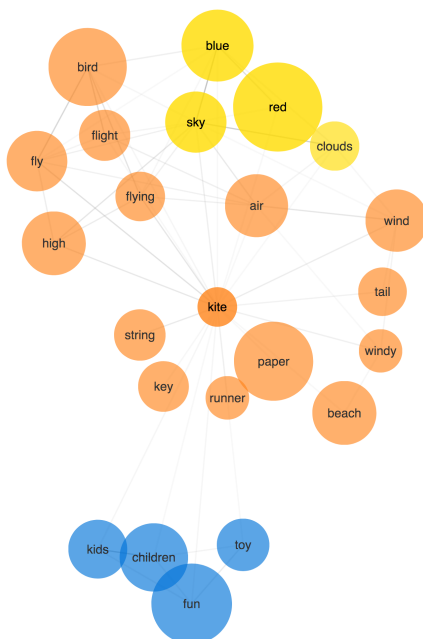 blue
bird
red
sky
flight
clouds
fly
flying
air
wind
high
tail
kite
string
windy
paper
key
runner
beach
toy
kids
children
fun